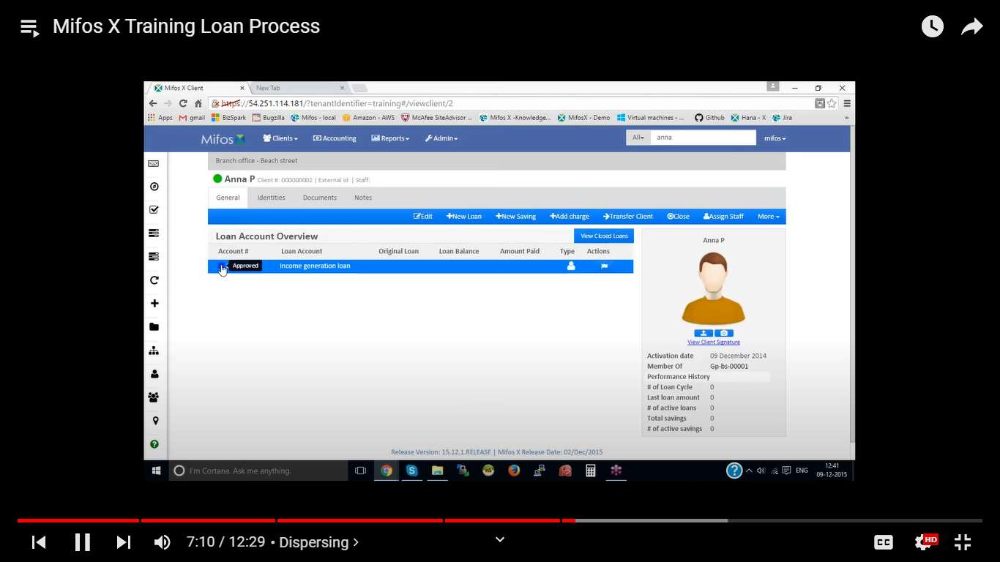 Mifos X Training Loan Process
Mifos X Client
New Tab
https://54.251.114.181/?tenantIdentifier=training#/viewclient/2
Apps gmail BizSpark Bugzilla Mifos - local Amazon - AWS McAfee SiteAdvisor ... Mifos X -Knowledge... MifosX - Demo Virtual machines - ... Github Hana - X Jira »
Mifos X Clients Accounting Reports Admin All anna mifos
Branch office - Beach street
Anna P Client #: 000000002 | External id: | Staff:
General Identities Documents Notes
Edit +New Loan +New Saving +Add charge Transfer Client Close Assign Staff More
Loan Account Overview View Closed Loans
Account # Loan Account Original Loan Loan Balance Amount Paid Type Actions
Approved Income generation loan
Anna P
View Client Signature
Activation date 09 December 2014
Member Of Gp-bs-00001
Performance History
# of Loan Cycle 0
Last loan amount 0
# of active loans 0
Total savings 0
# of active savings 0
Release Version: 15.12.1.RELEASE | Mifos X Release Date: 02/Dec/2015
I'm Cortana. Ask me anything.
ENG
12:41
09-12-2015
7:10 / 12:29 • Dispersing
CC
HD